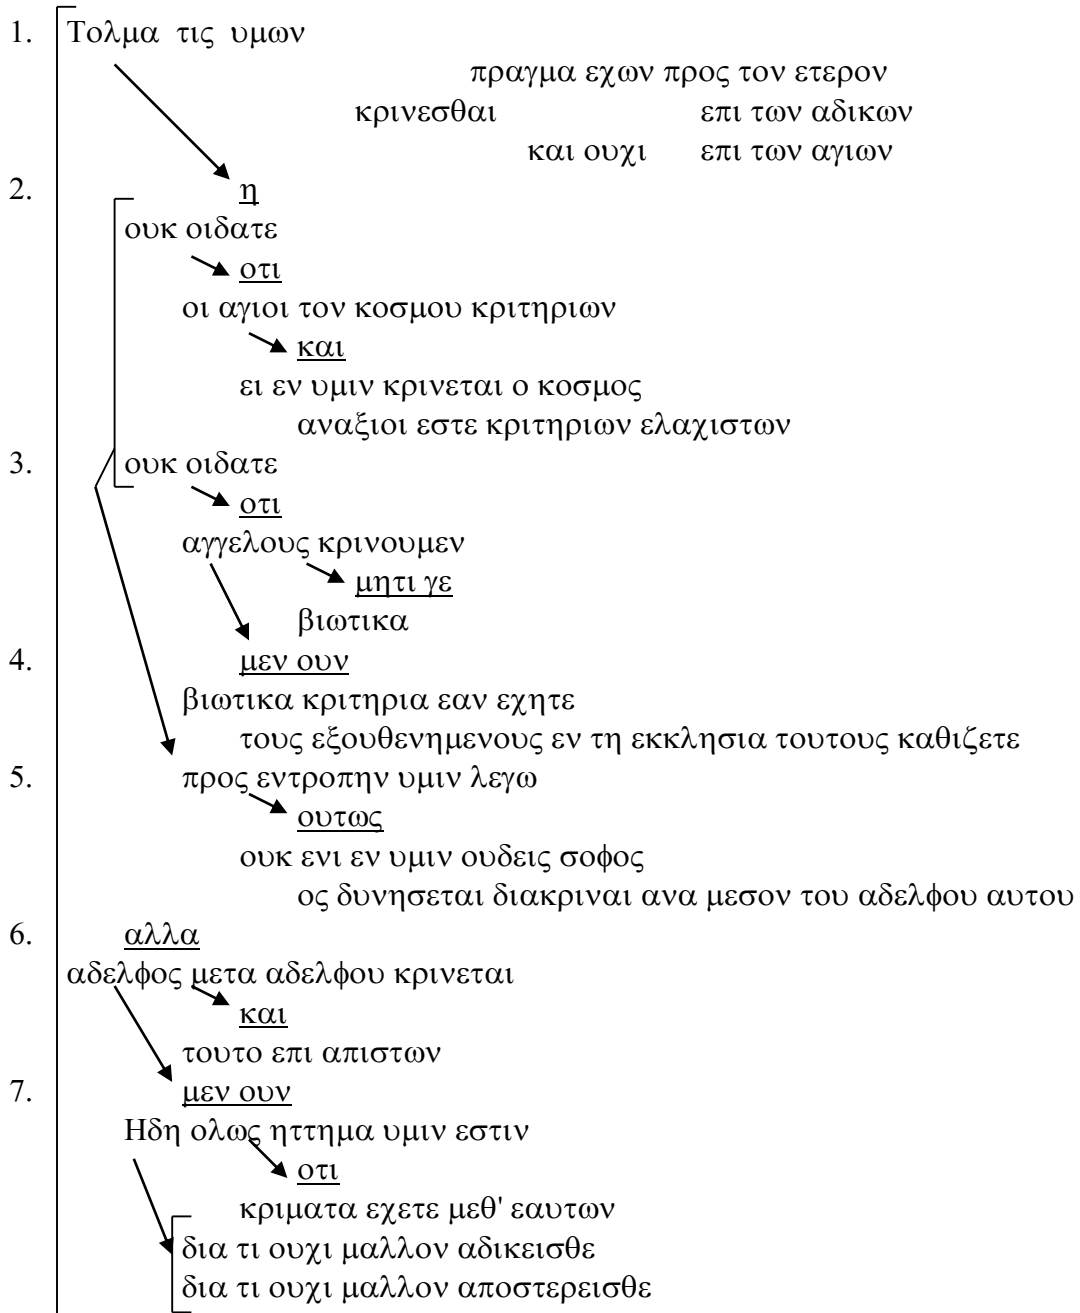 1. Τολμα τις υμων
πραγμα εχων προς τον ετερον
κρινεσθαι επι των αδικων
και ουχι επι των αγιων
2. η
ουκ οιδατε
οτι
οι αγιοι τον κοσμου κριτηριων
και
ει εν υμιν κρινεται ο κοσμος
αναξιοι εστε κριτηριων ελαχιστων
3. ουκ οιδατε
οτι
αγγελους κρινουμεν
μητι γε
βιωτικα
4. μεν ουν
βιωτικα κριτηρια εαν εχητε
τους εξουθενημενους εν τη εκκλησια τουτους καθιζετε
5. προς εντροπην υμιν λεγω
ουτως
ουκ ενι εν υμιν ουδεις σοφος
ος δυνησεται διακριναι ανα μεσον του αδελφου αυτου
6. αλλα
αδελφος μετα αδελφου κρινεται
και
τουτο επι απιστων
7. μεν ουν
Ηδη ολως ηττημα υμιν εστιν
οτι
κριματα εχετε μεθ' εαυτων
δια τι ουχι μαλλον αδικεισθε
δια τι ουχι μαλλον αποστερεισθε